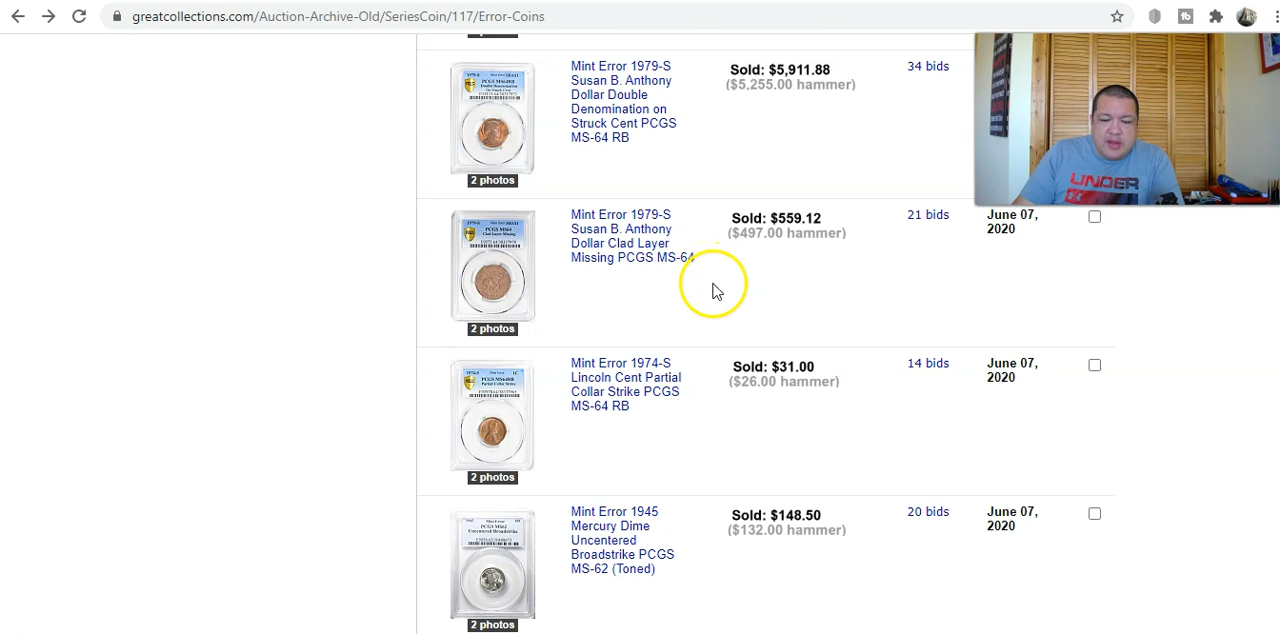 greatcollections.com/Auction-Archive-Old/SeriesCoin/117/Error-Coins
Mint Error 1979-S
Susan B. Anthony
Dollar Double
Denomination on
Struck Cent PCGS
MS-64 RB
Sold: $5,911.88
($5,255.00 hammer)
34 bids
2 photos
UNDER
Mint Error 1979-S
Susan B. Anthony
Dollar Clad Layer
Missing PCGS MS-64
Sold: $559.12
($497.00 hammer)
21 bids
June 07,
2020
2 photos
Mint Error 1974-S
Lincoln Cent Partial
Collar Strike PCGS
MS-64 RB
Sold: $31.00
($26.00 hammer)
14 bids
June 07,
2020
2 photos
Mint Error 1945
Mercury Dime
Uncentered
Broadstrike PCGS
MS-62 (Toned)
Sold: $148.50
($132.00 hammer)
20 bids
June 07,
2020
2 photos